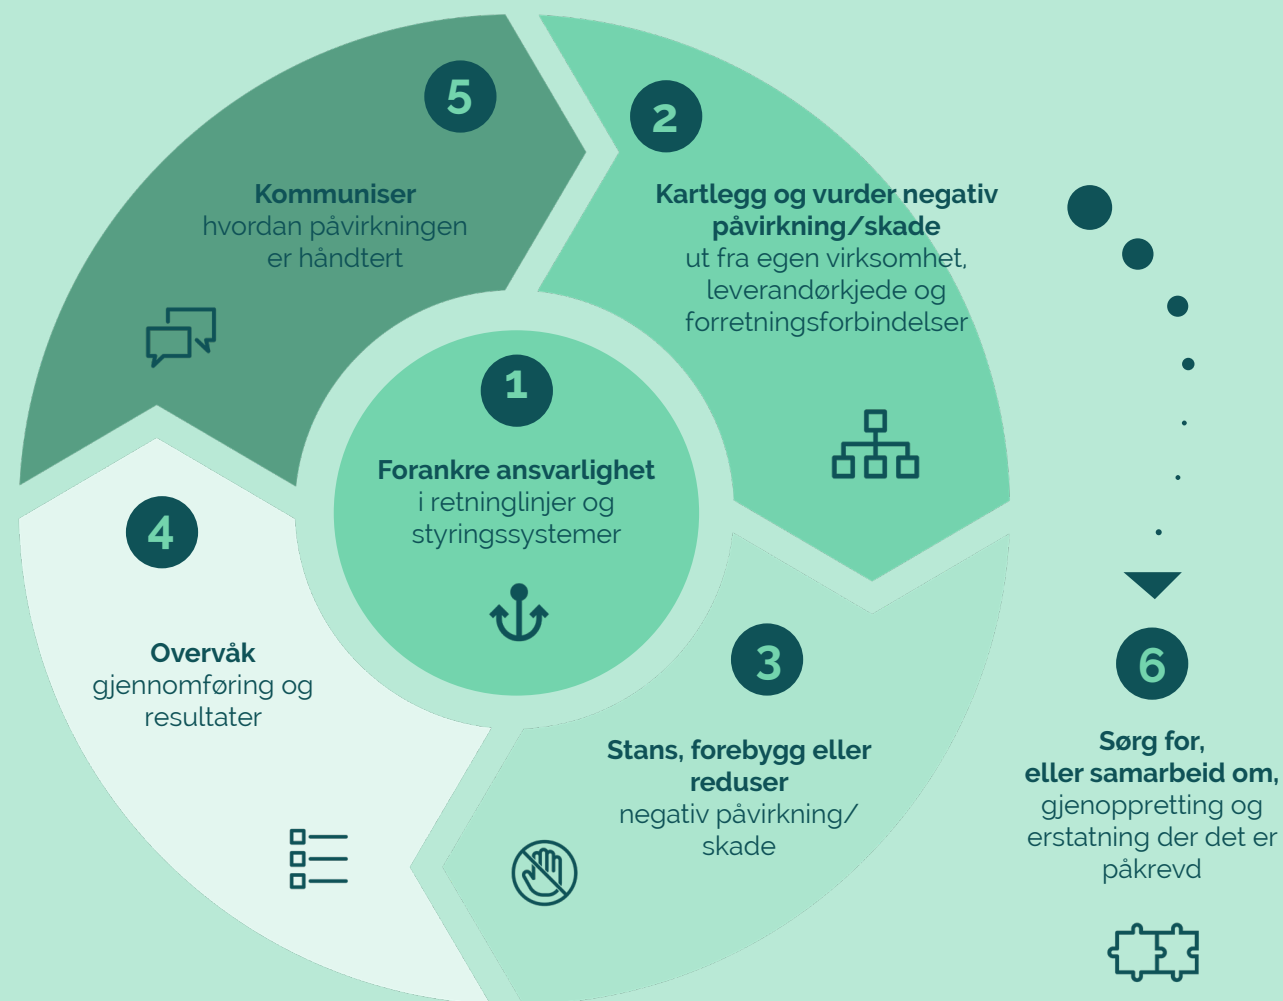 1
Forankre ansvarlighet
i retninglinjer og
styringssystemer
2
Kartlegg og vurder negativ
påvirkning/skade
ut fra egen virksomhet,
leverandørkjede og
forretningsforbindelser
3
Stans, forebygg eller
reduser
negativ påvirkning/
skade
4
Overvåk
gjennomføring og
resultater
5
Kommuniser
hvordan påvirkningen
er håndtert
6
Sørg for,
eller samarbeid om,
gjenoppretting og
erstatning der det er
påkrevd